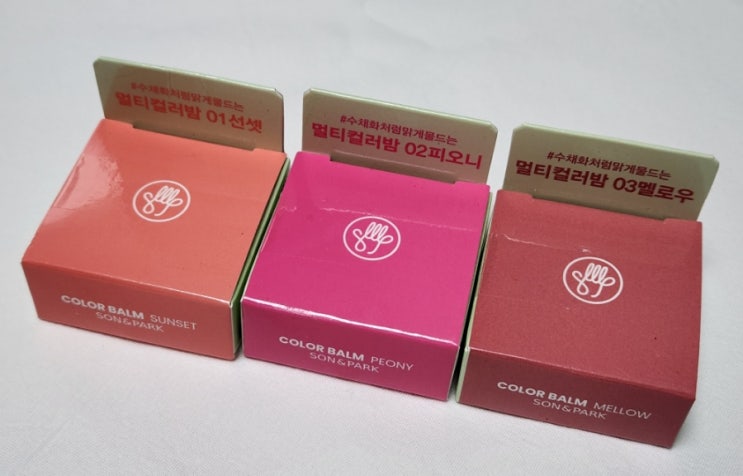 #수채화처럼맑게물드는
멀티컬러밤 01선셋
COLOR BALM SUNSET
SON&PARK
#수채화처럼맑게물드는
멀티컬러밤 02피오니
COLOR BALM PEONY
SON&PARK
#수채화처럼맑게물드는
멀티컬러밤 03멜로우
COLOR BALM MELLOW
SON&PARK